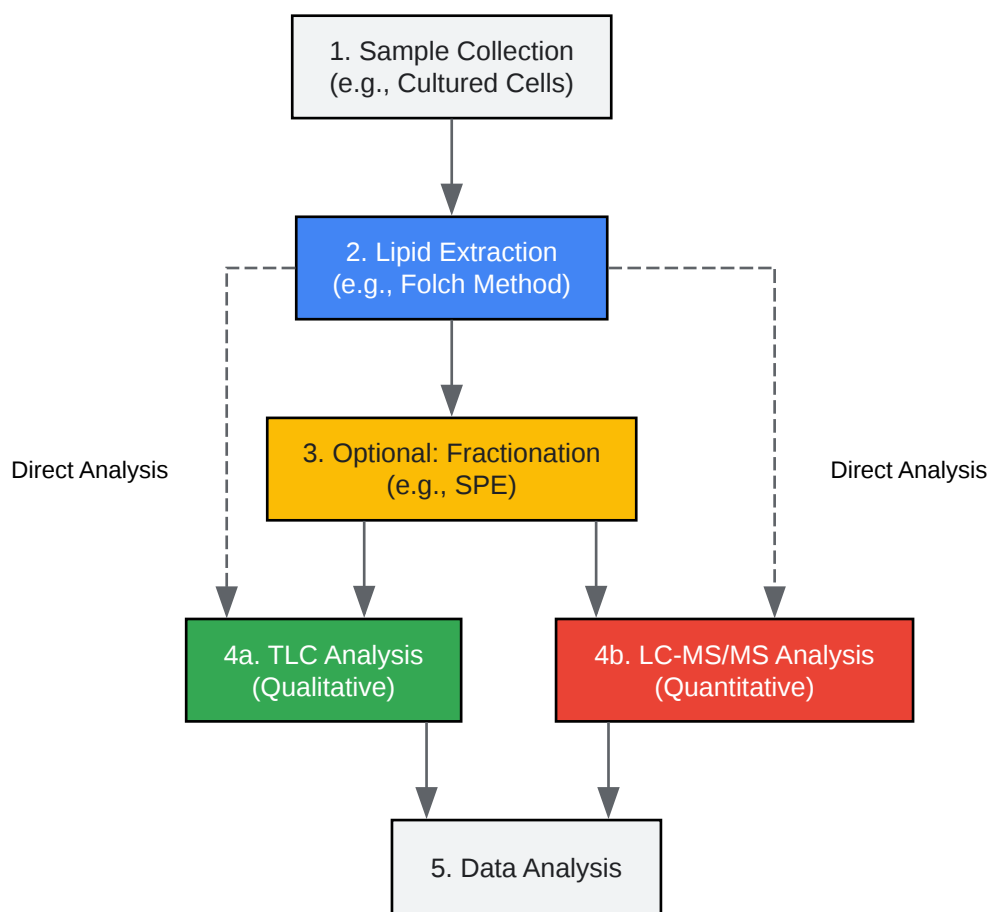 1. Sample Collection
(e.g., Cultured Cells)
2. Lipid Extraction
(e.g., Folch Method)
3. Optional: Fractionation
(e.g., SPE)
Direct Analysis
Direct Analysis
4a. TLC Analysis
(Qualitative)
4b. LC-MS/MS Analysis
(Quantitative)
5. Data Analysis